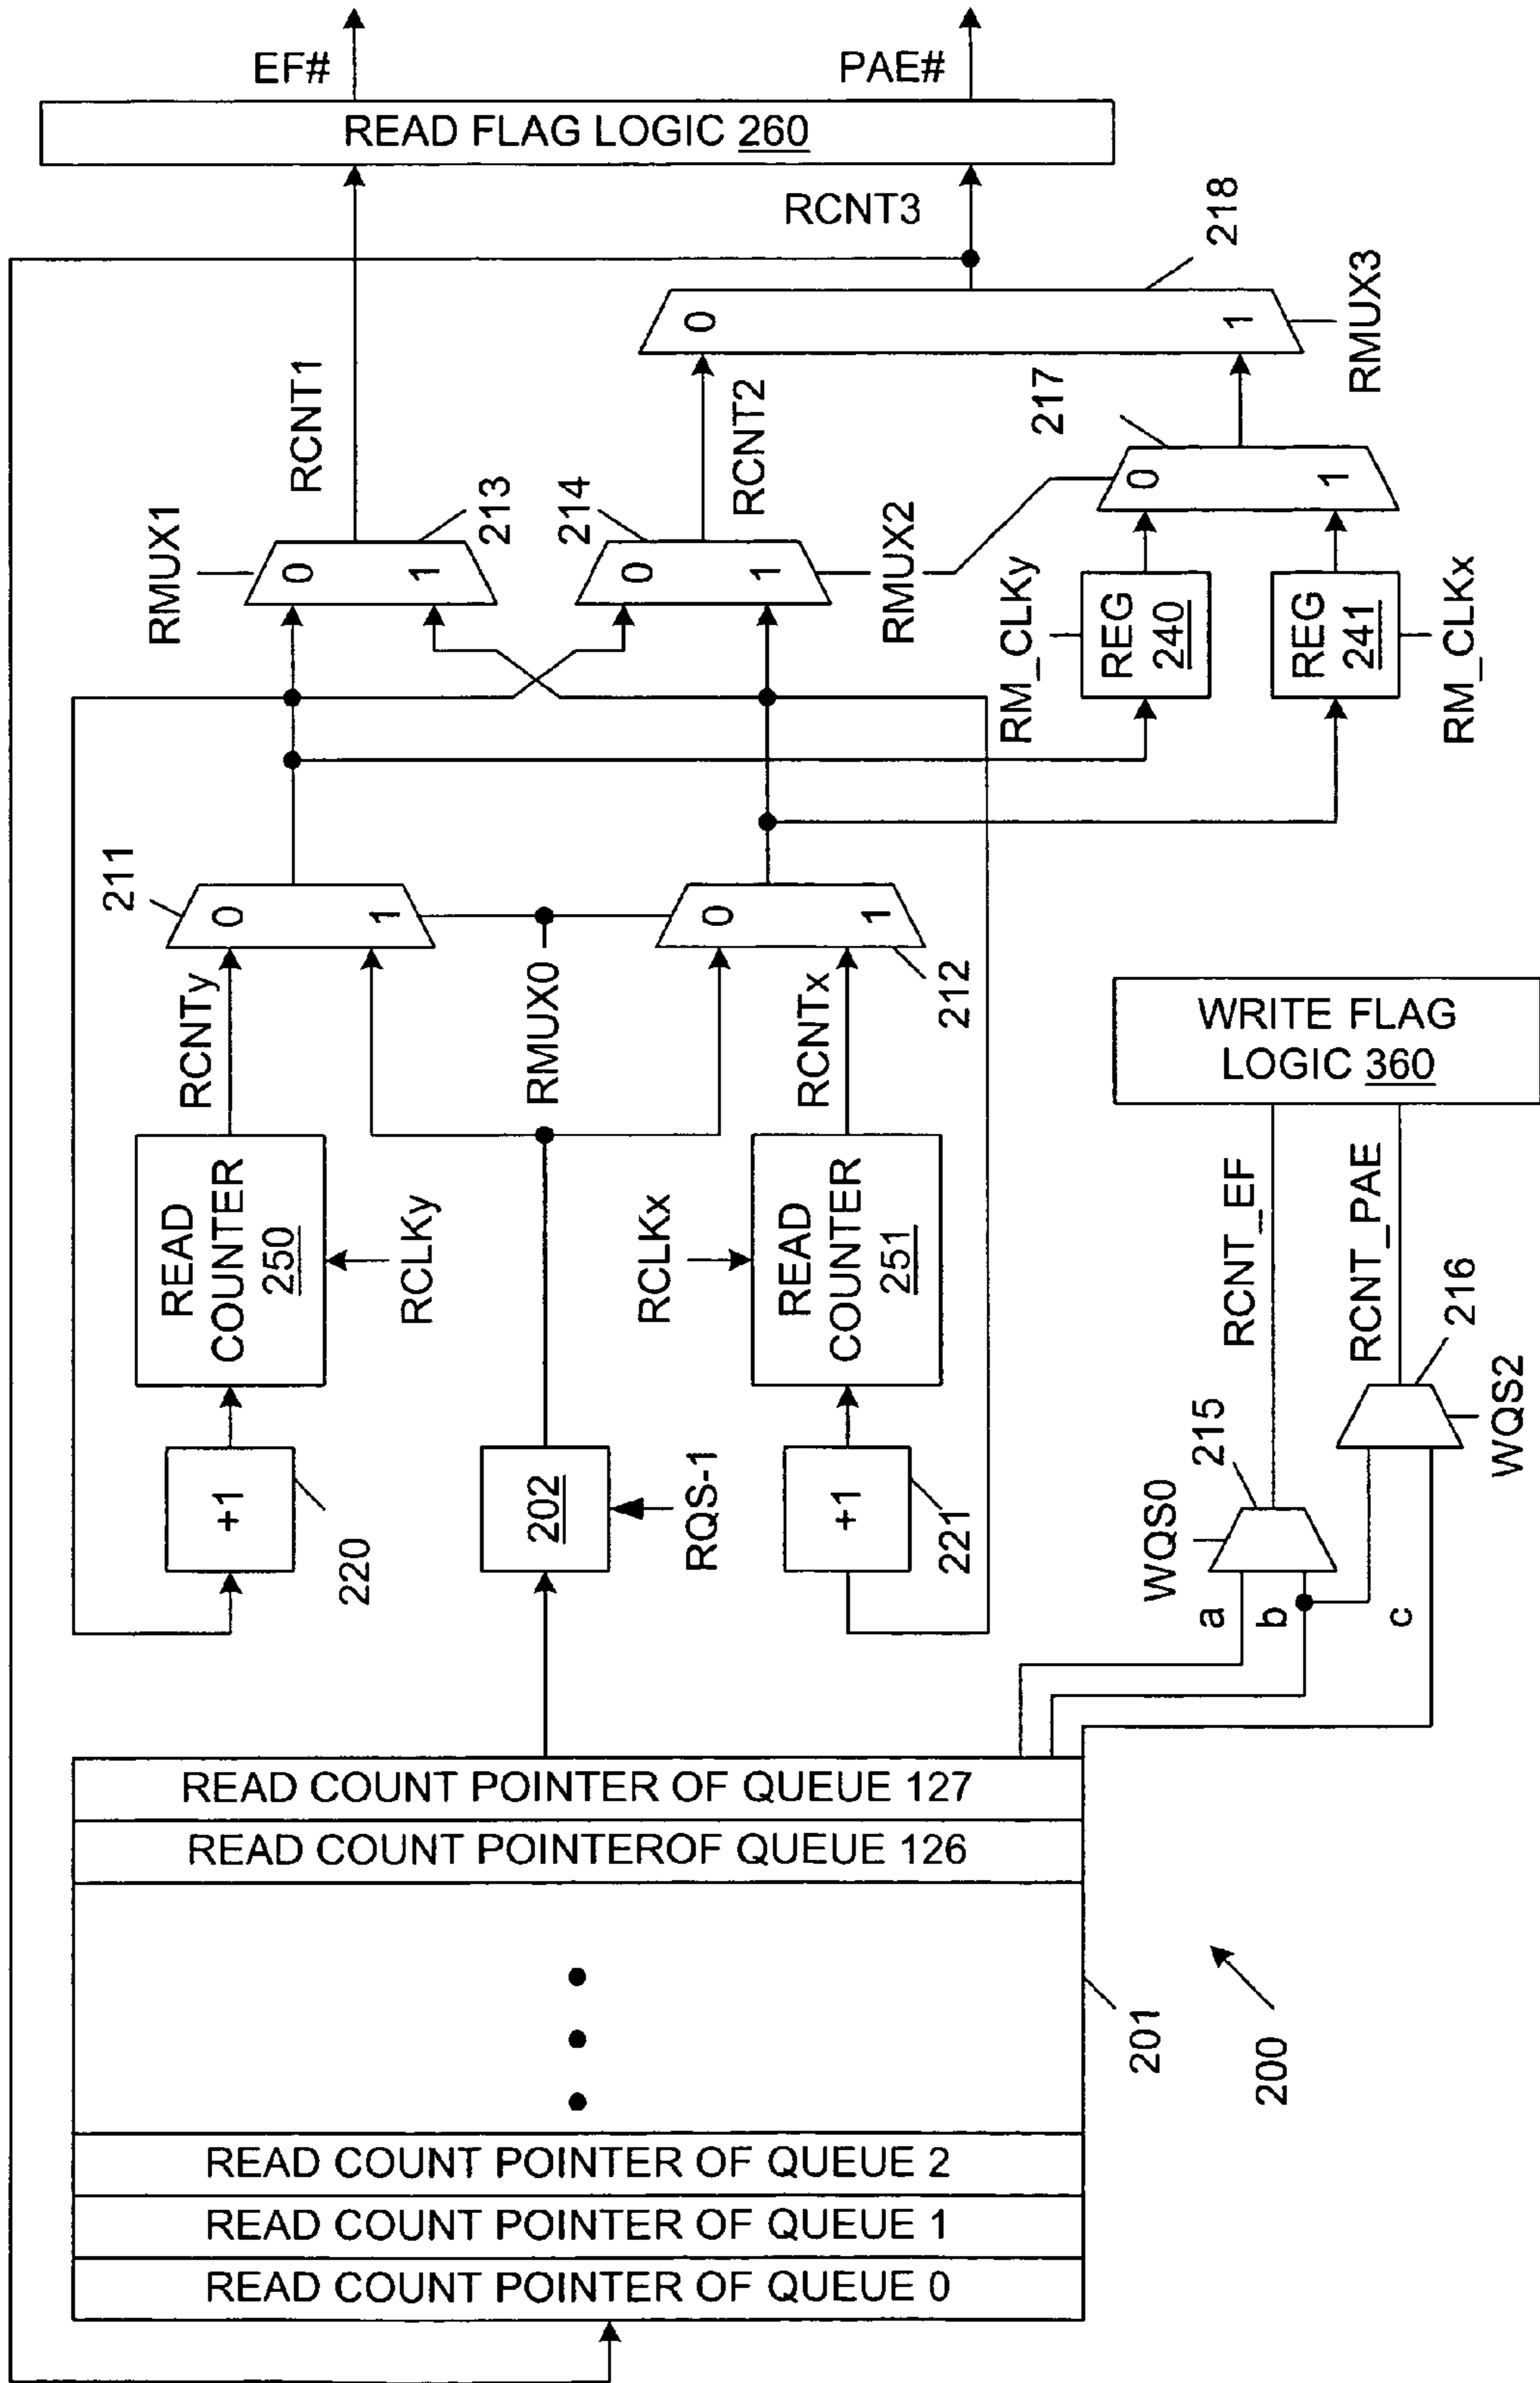 EF#
PAE#
READ FLAG LOGIC 260
RCNT1
RCNT3
218
RMUX3
RMUX1
0
1
213
214
0
1
RCNT2
RMUX2
0
1
217
0
1
RM_CLKy
REG
240
REG
241
RM_CLKx
211
0
1
RMUX0
0
1
212
RCNTy
RCNTx
READ
COUNTER
250
RCLKy
RCLKx
READ
COUNTER
251
+1
220
202
RQS-1
+1
221
WRITE FLAG
LOGIC 360
RCNT_EF
RCNT_PAE
215
216
WQS0
WQS2
a
b
c
READ COUNT POINTER OF QUEUE 127
READ COUNT POINTEROF QUEUE 126
READ COUNT POINTER OF QUEUE 2
READ COUNT POINTER OF QUEUE 1
READ COUNT POINTER OF QUEUE 0
201
200